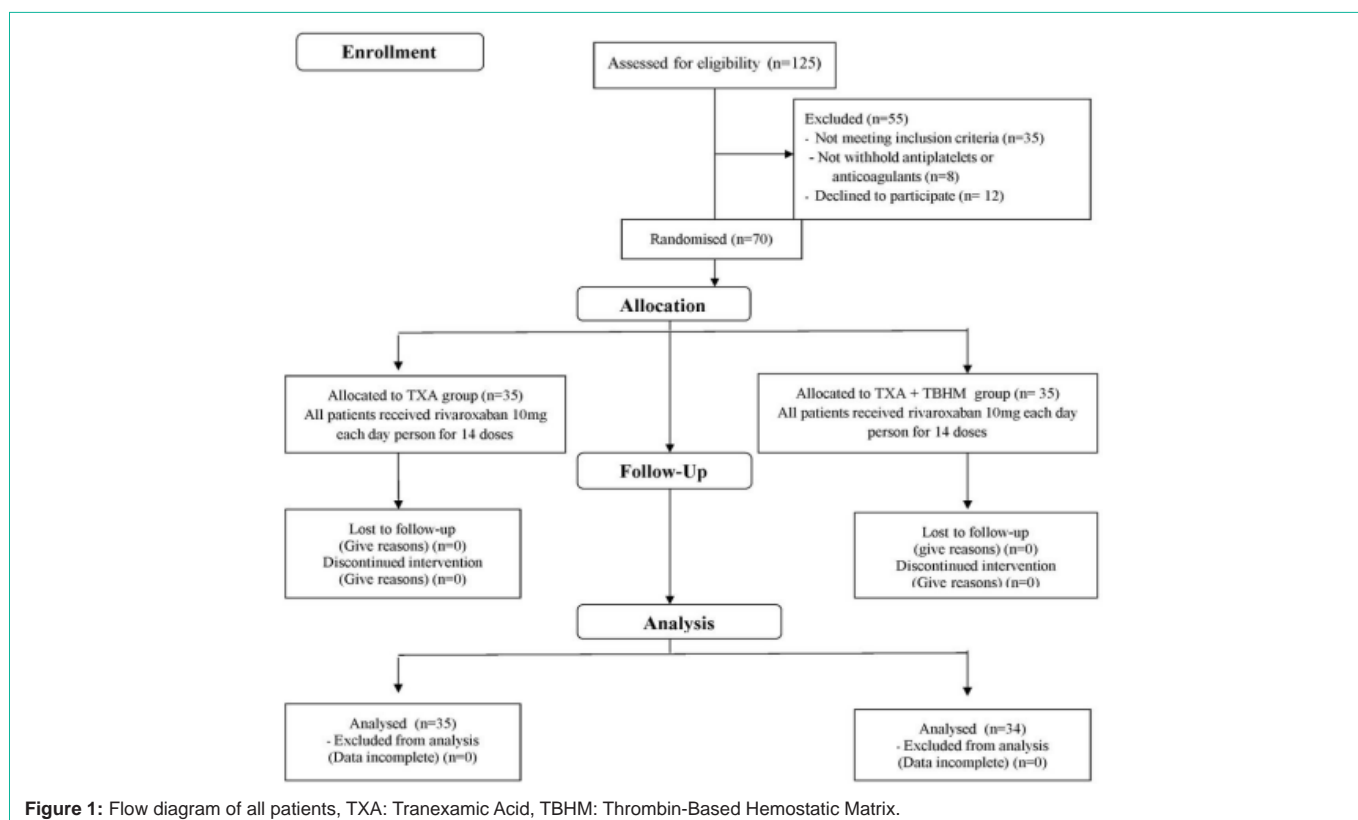 Enrollment
Assessed for eligibility (n=125)
Excluded (n=55)
- Not meeting inclusion criteria (n=35)
- Not withhold antiplatelets or
anticoagulants (n=8)
- Declined to participate (n= 12)
Randomised (n=70)
Allocation
Allocated to TXA group (n=35)
All patients received rivaroxaban 10mg
each day person for 14 doses
Allocated to TXA + TBHM group (n= 35)
All patients received rivaroxaban 10mg each day
person for 14 doses
Follow-Up
Lost to follow-up
(Give reasons) (n=0)
Discontinued intervention
(Give reasons) (n=0)
Lost to follow-up
(give reasons) (n=0)
Discontinued intervention
(Give reasons) (n=0)
Analysis
Analysed (n=35)
- Excluded from analysis
(Data incomplete) (n=0)
Analysed (n=34)
- Excluded from analysis
(Data incomplete) (n=0)
Figure 1: Flow diagram of all patients, TXA: Tranexamic Acid, TBHM: Thrombin-Based Hemostatic Matrix.